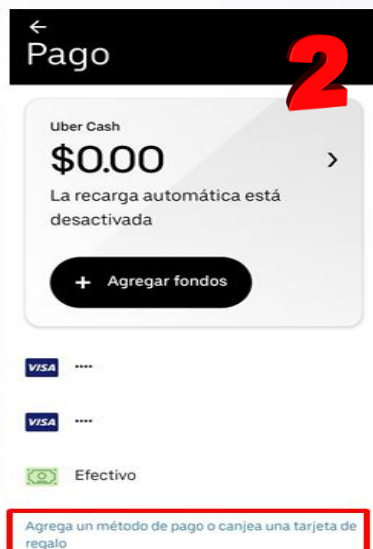 ←
Pago
2
Uber Cash
$0.00
›
La recarga automática está
desactivada
+ Agregar fondos
VISA ••••
VISA ••••
Efectivo
Agrega un método de pago o canjea una tarjeta de
regalo